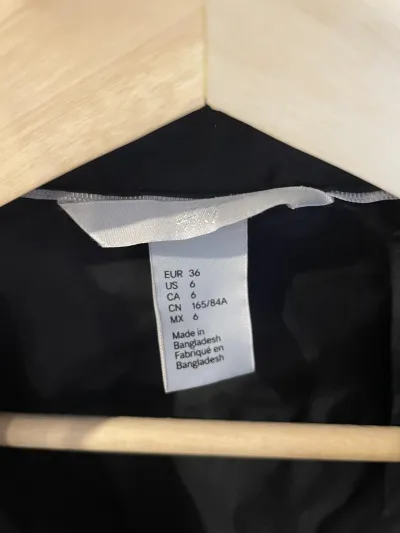 EUR 36
US 6
CA 6
CN 165/84A
MX 6
Made in
Bangladesh
Fabriqué en
Bangladesh